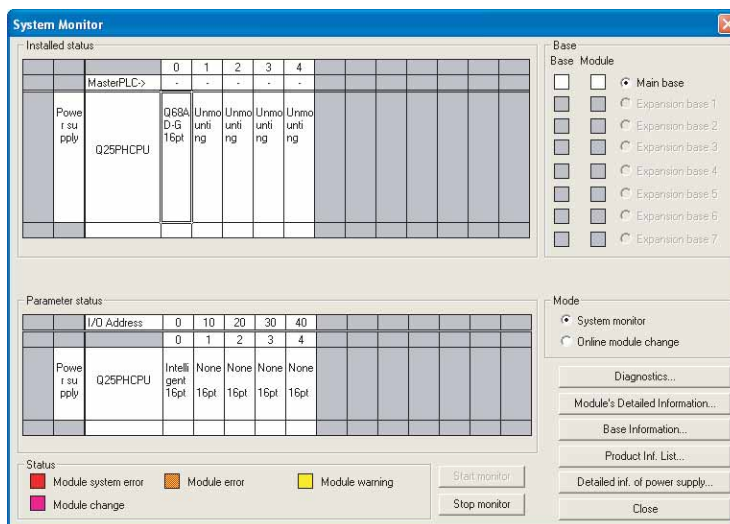 System Monitor
Installed status
0 1 2 3 4
MasterPLC-> - - - - -
Powe
r su
pply
Q25PHCPU
Q68A
D-G
16pt
Unmo
unti
ng
Unmo
unti
ng
Unmo
unti
ng
Unmo
unti
ng
Base
Base Module
Main base
Expansion base 1
Expansion base 2
Expansion base 3
Expansion base 4
Expansion base 5
Expansion base 6
Expansion base 7
Parameter status
I/O Address 0 10 20 30 40
0 1 2 3 4
Powe
r su
pply
Q25PHCPU
Intelli
gent
16pt
None
16pt
None
16pt
None
16pt
None
16pt
Mode
System monitor
Online module change
Diagnostics...
Module's Detailed Information...
Base Information...
Product Inf. List...
Detailed inf. of power supply...
Close
Status
Module system error
Module error
Module warning
Module change
Start monitor
Stop monitor